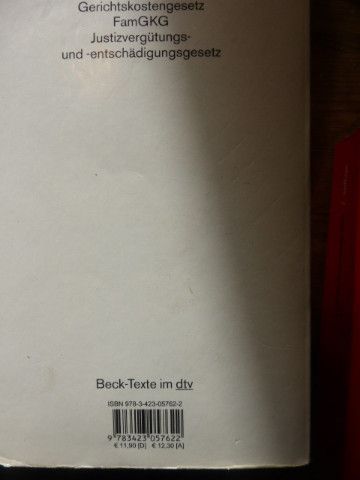 Gerichtskostengesetz
FamGKG
Justizvergütungs-
und -entschädigungsgesetz
Beck-Texte im dtv
ISBN 978-3-423-05762-2
9 783423 057622
€ 11,90 [D] € 12,30 [A]